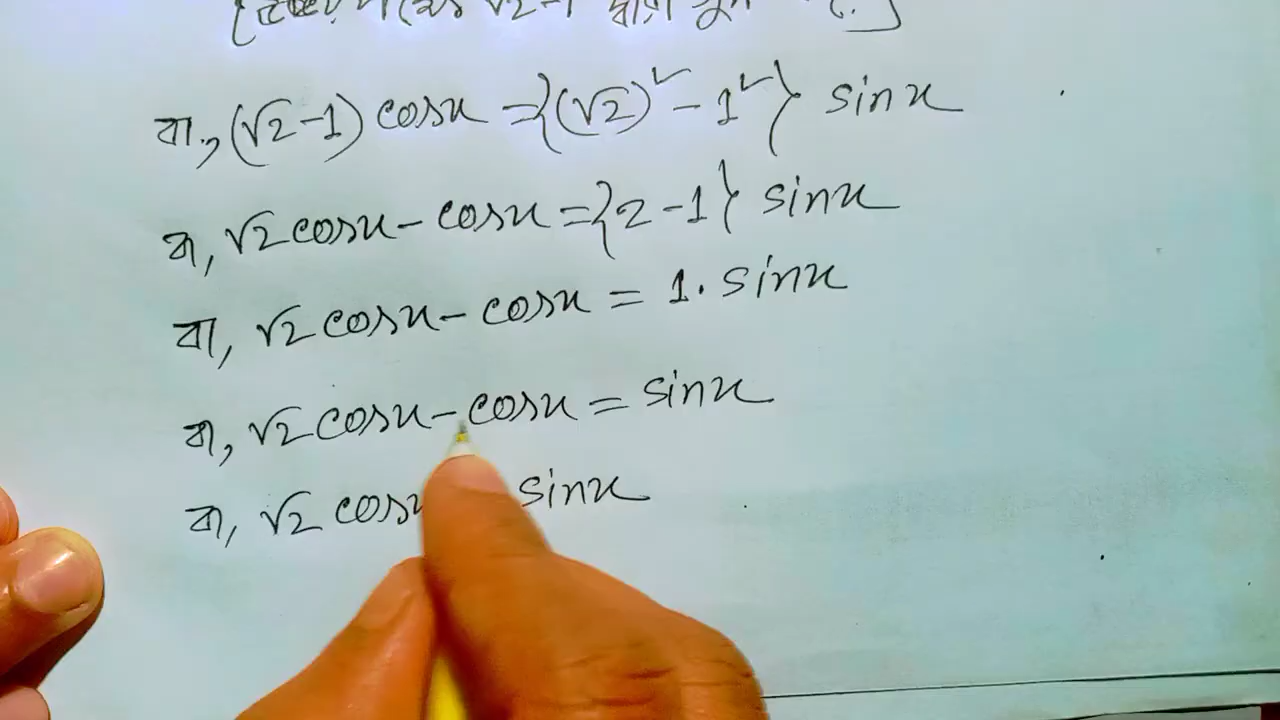 বা, (√2-1) cosx = {(√2)² - 1²} sinx
বা, √2 cosx - cosx = {2-1} sinx
বা, √2 cosx - cosx = 1. sinx
বা, √2 cosx - cosx = sinx
বা, √2 cosx sinx